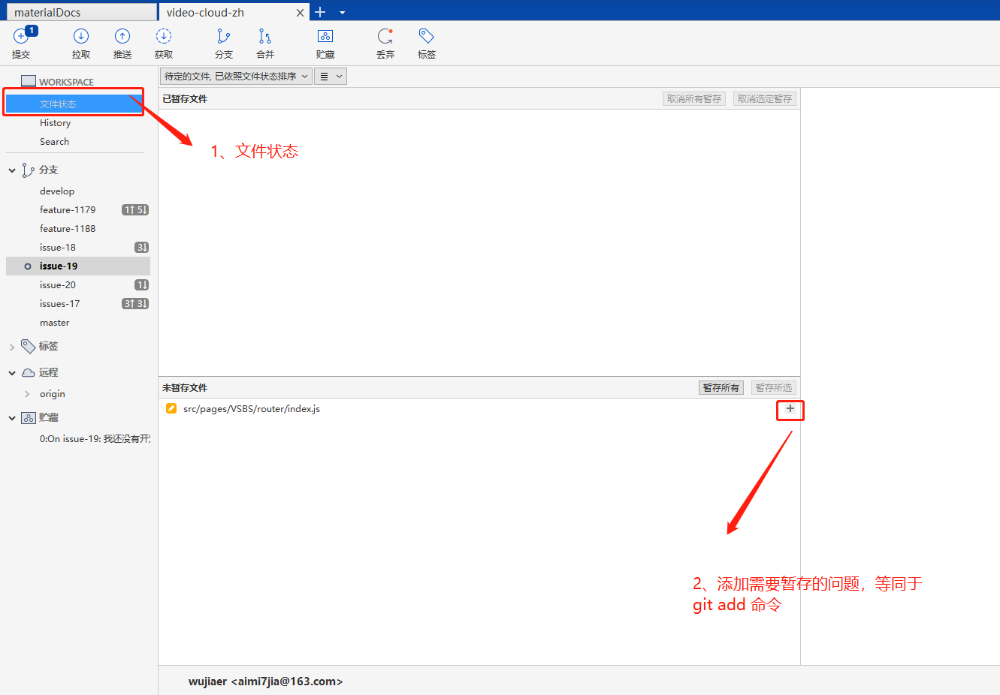 materialDocs
video-cloud-zh
1
提交
拉取
推送
获取
分支
合并
贮藏
丢弃
标签
WORKSPACE
文件状态
History
Search
分支
develop
feature-1179 1↑ 5↓
feature-1188
issue-18 3↓
issue-19
issue-20 1↓
issues-17 3↑ 3↓
master
标签
远程
origin
贮藏
0:On issue-19: 我还没有开
待定的文件, 已依照文件状态排序
已暂存文件
取消所有暂存
取消选定暂存
1、文件状态
未暂存文件
暂存所有
暂存所选
src/pages/VSBS/router/index.js
2、添加需要暂存的问题，等同于
git add 命令
wujiaer <aimi7jia@163.com>